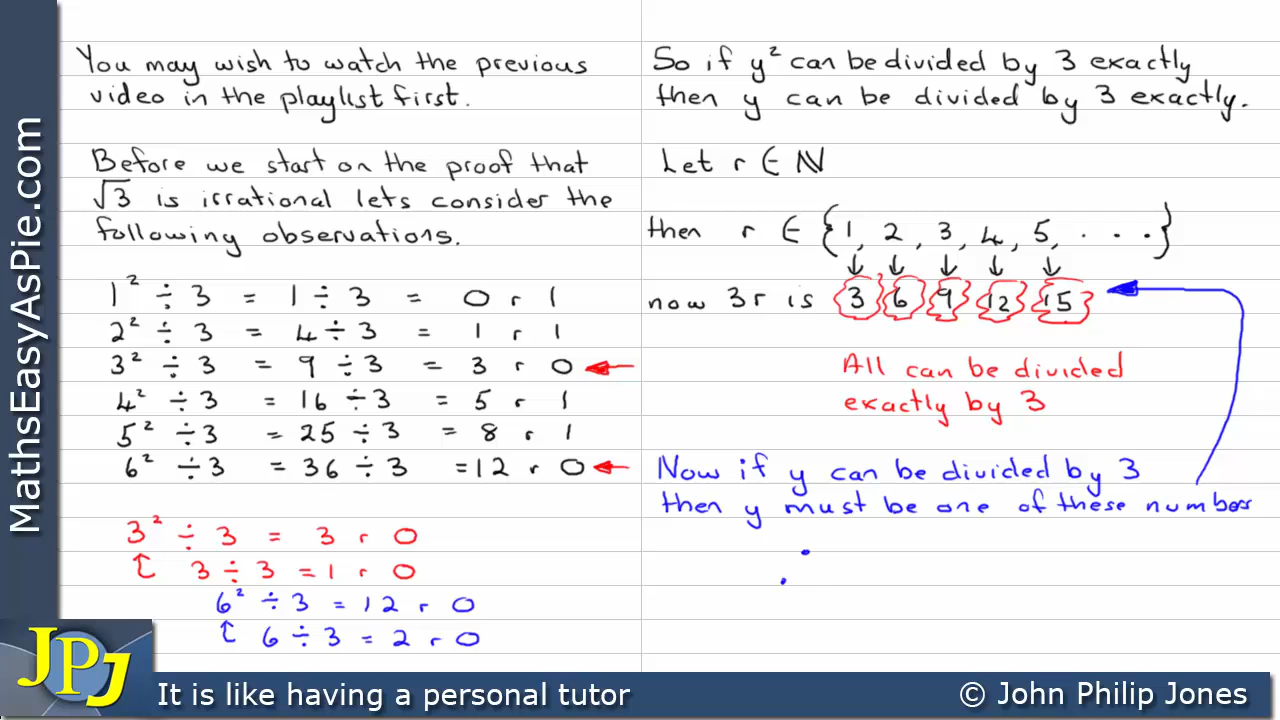 MathsEasyAsPie.com
You may wish to watch the previous
video in the playlist first.
Before we start on the proof that
√3 is irrational lets consider the
following observations.
1² ÷ 3 = 1 ÷ 3 = 0 r 1
2² ÷ 3 = 4 ÷ 3 = 1 r 1
3² ÷ 3 = 9 ÷ 3 = 3 r 0 ←
4² ÷ 3 = 16 ÷ 3 = 5 r 1
5² ÷ 3 = 25 ÷ 3 = 8 r 1
6² ÷ 3 = 36 ÷ 3 = 12 r 0 ←
3² ÷ 3 = 3 r 0
3 ÷ 3 = 1 r 0
6² ÷ 3 = 12 r 0
6 ÷ 3 = 2 r 0
So if y² can be divided by 3 exactly
then y can be divided by 3 exactly.
Let r ∈ ℕ
then r ∈ {1, 2, 3, 4, 5, . . . }
↓ ↓ ↓ ↓ ↓
now 3r is 3 6 9 12 15
All can be divided
exactly by 3
Now if y can be divided by 3
then y must be one of these numbers
JPJ
It is like having a personal tutor
© John Philip Jones